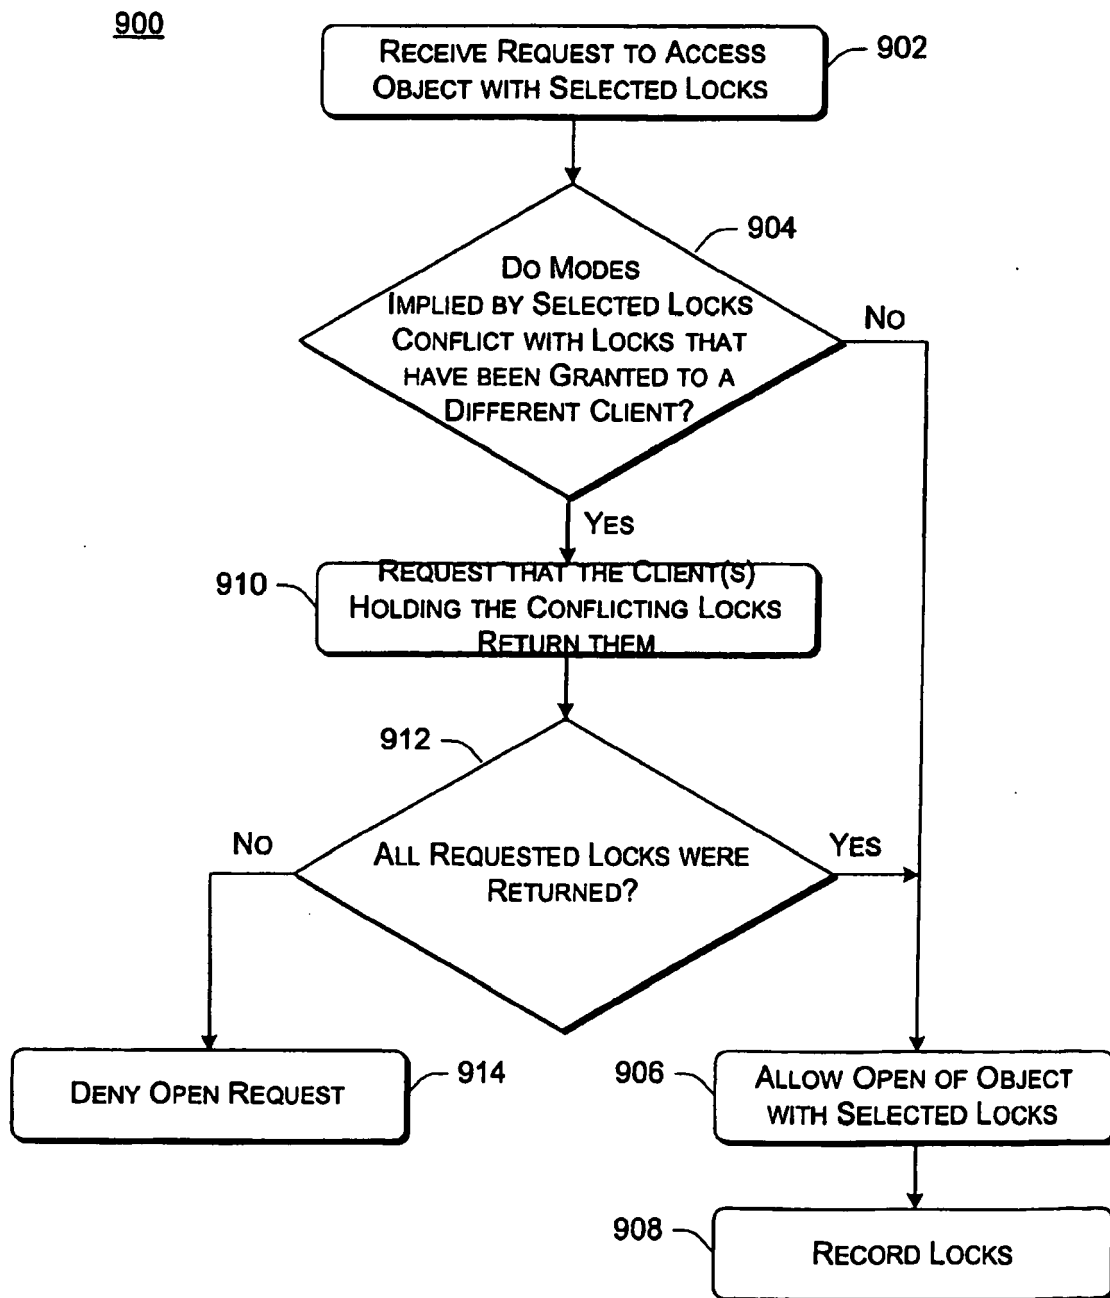 900
Receive Request to Access
Object with Selected Locks
902
904
Do Modes
Implied by Selected Locks
Conflict with Locks that
have been Granted to a
Different Client?
No
Yes
910
Request that the Client(s)
Holding the Conflicting Locks
Return them
912
No
All Requested Locks were
Returned?
Yes
Deny Open Request
914
906
Allow Open of Object
with Selected Locks
908
Record Locks